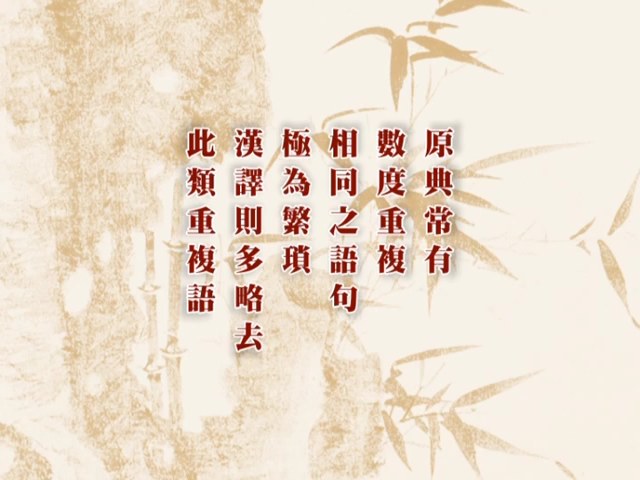 原典常有
數度重複
相同之語句
極為繁瑣
漢譯則多略去
此類重複語